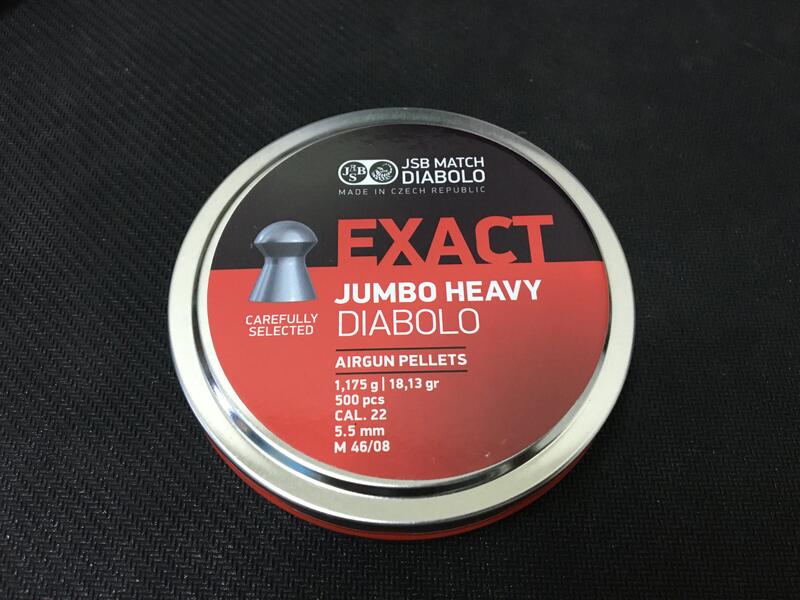 JSB MATCH
DIABOLO
MADE IN CZECH REPUBLIC
EXACT
JUMBO HEAVY
DIABOLO
CAREFULLY
SELECTED
AIRGUN PELLETS
1,175 g | 18,13 gr
500 pcs
CAL. 22
5.5 mm
M 46/08